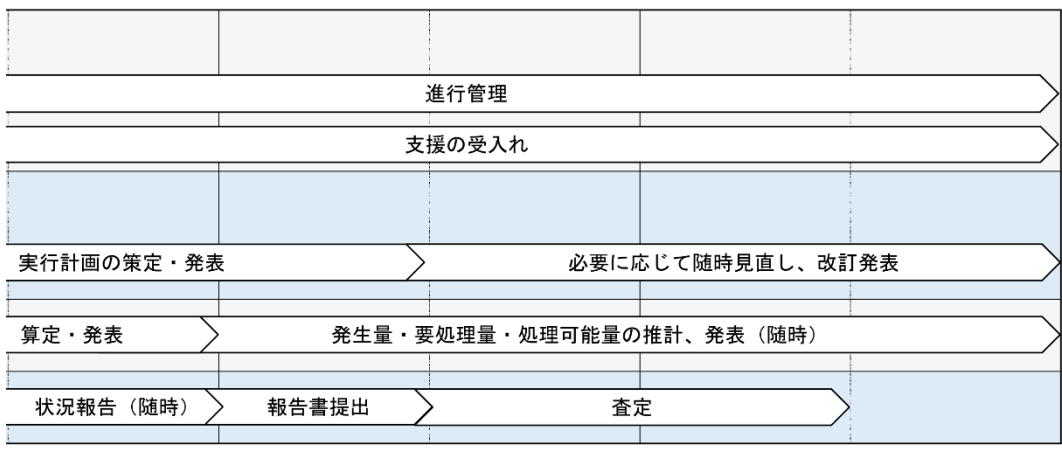 進行管理
支援の受入れ
実行計画の策定・発表
必要に応じて随時見直し、改訂発表
算定・発表
発生量・要処理量・処理可能量の推計、発表（随時）
状況報告（随時）
報告書提出
査定